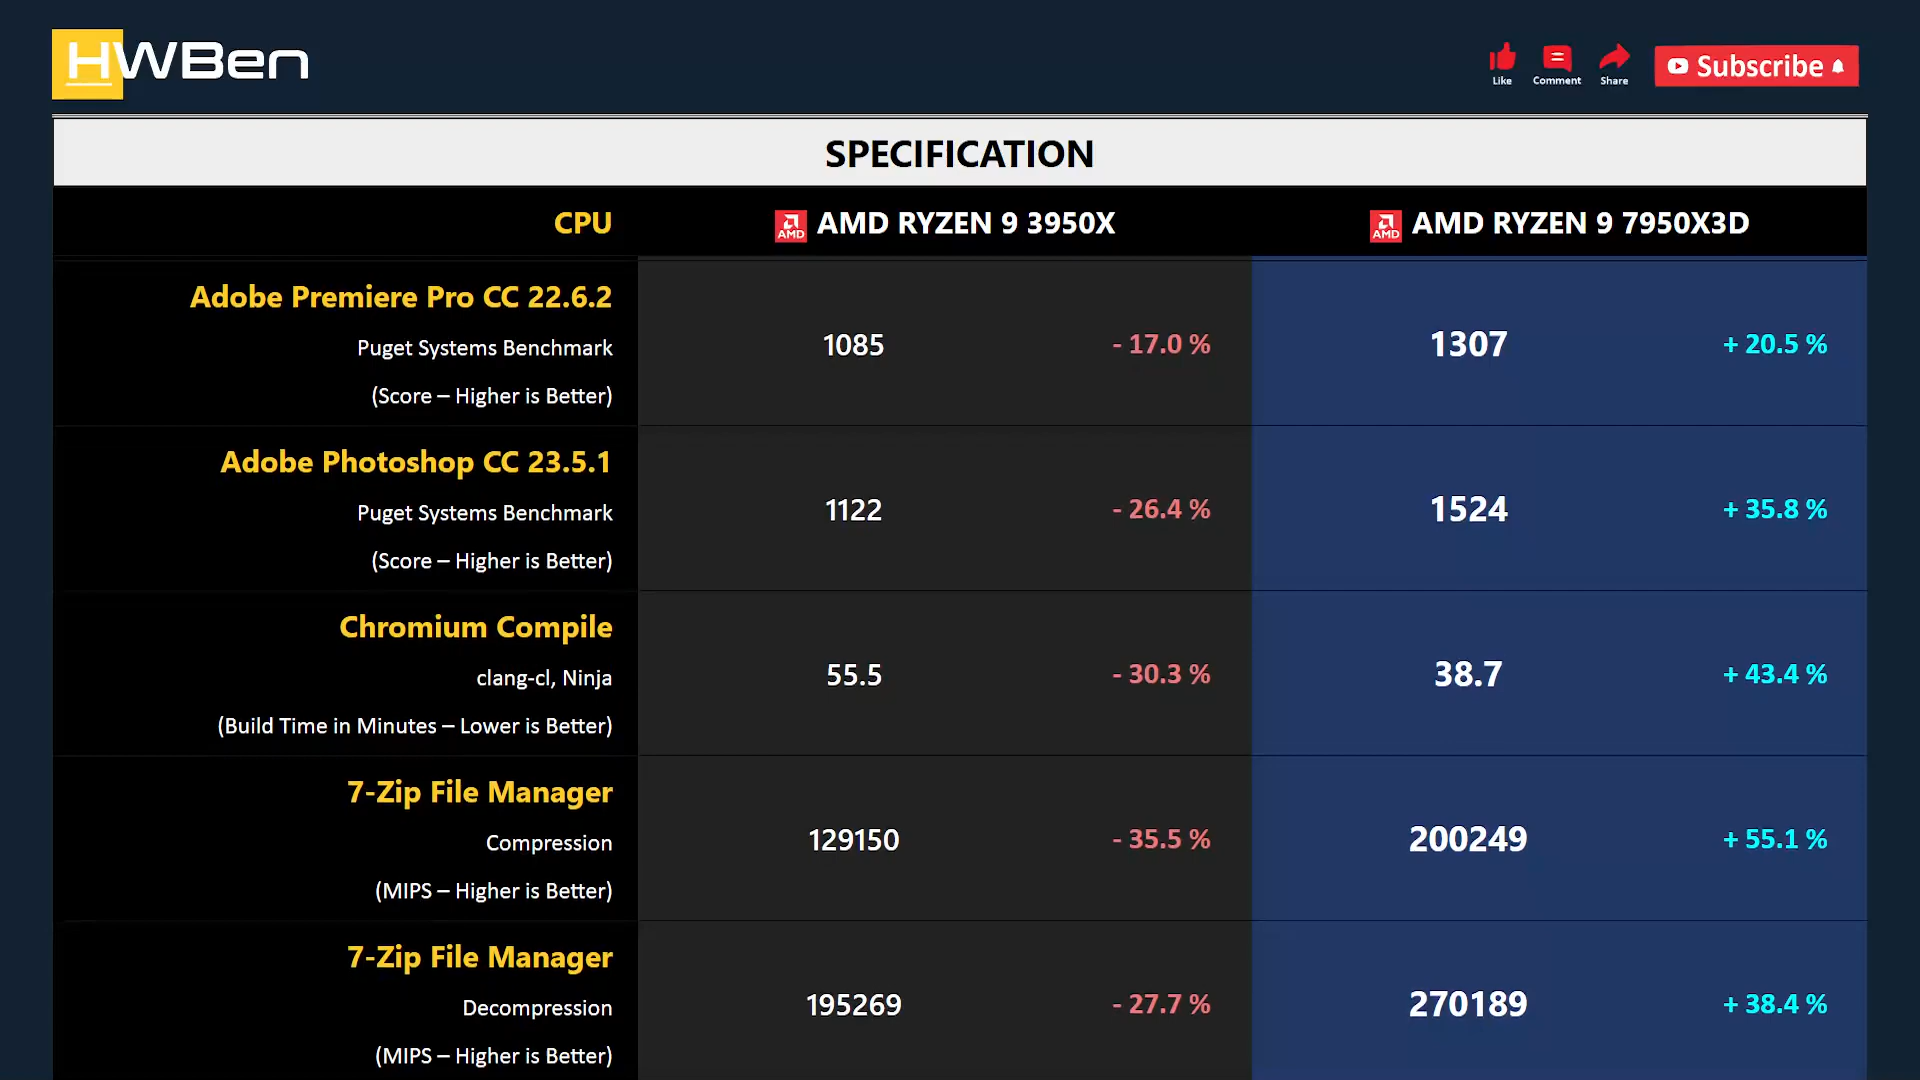 HWBen
Like
Comment
Share
Subscribe
SPECIFICATION
CPU
AMD AMD RYZEN 9 3950X
AMD AMD RYZEN 9 7950X3D
Adobe Premiere Pro CC 22.6.2
Puget Systems Benchmark
(Score – Higher is Better)
1085 - 17.0 % 1307 + 20.5 %
Adobe Photoshop CC 23.5.1
Puget Systems Benchmark
(Score – Higher is Better)
1122 - 26.4 % 1524 + 35.8 %
Chromium Compile
clang-cl, Ninja
(Build Time in Minutes – Lower is Better)
55.5 - 30.3 % 38.7 + 43.4 %
7-Zip File Manager
Compression
(MIPS – Higher is Better)
129150 - 35.5 % 200249 + 55.1 %
7-Zip File Manager
Decompression
(MIPS – Higher is Better)
195269 - 27.7 % 270189 + 38.4 %